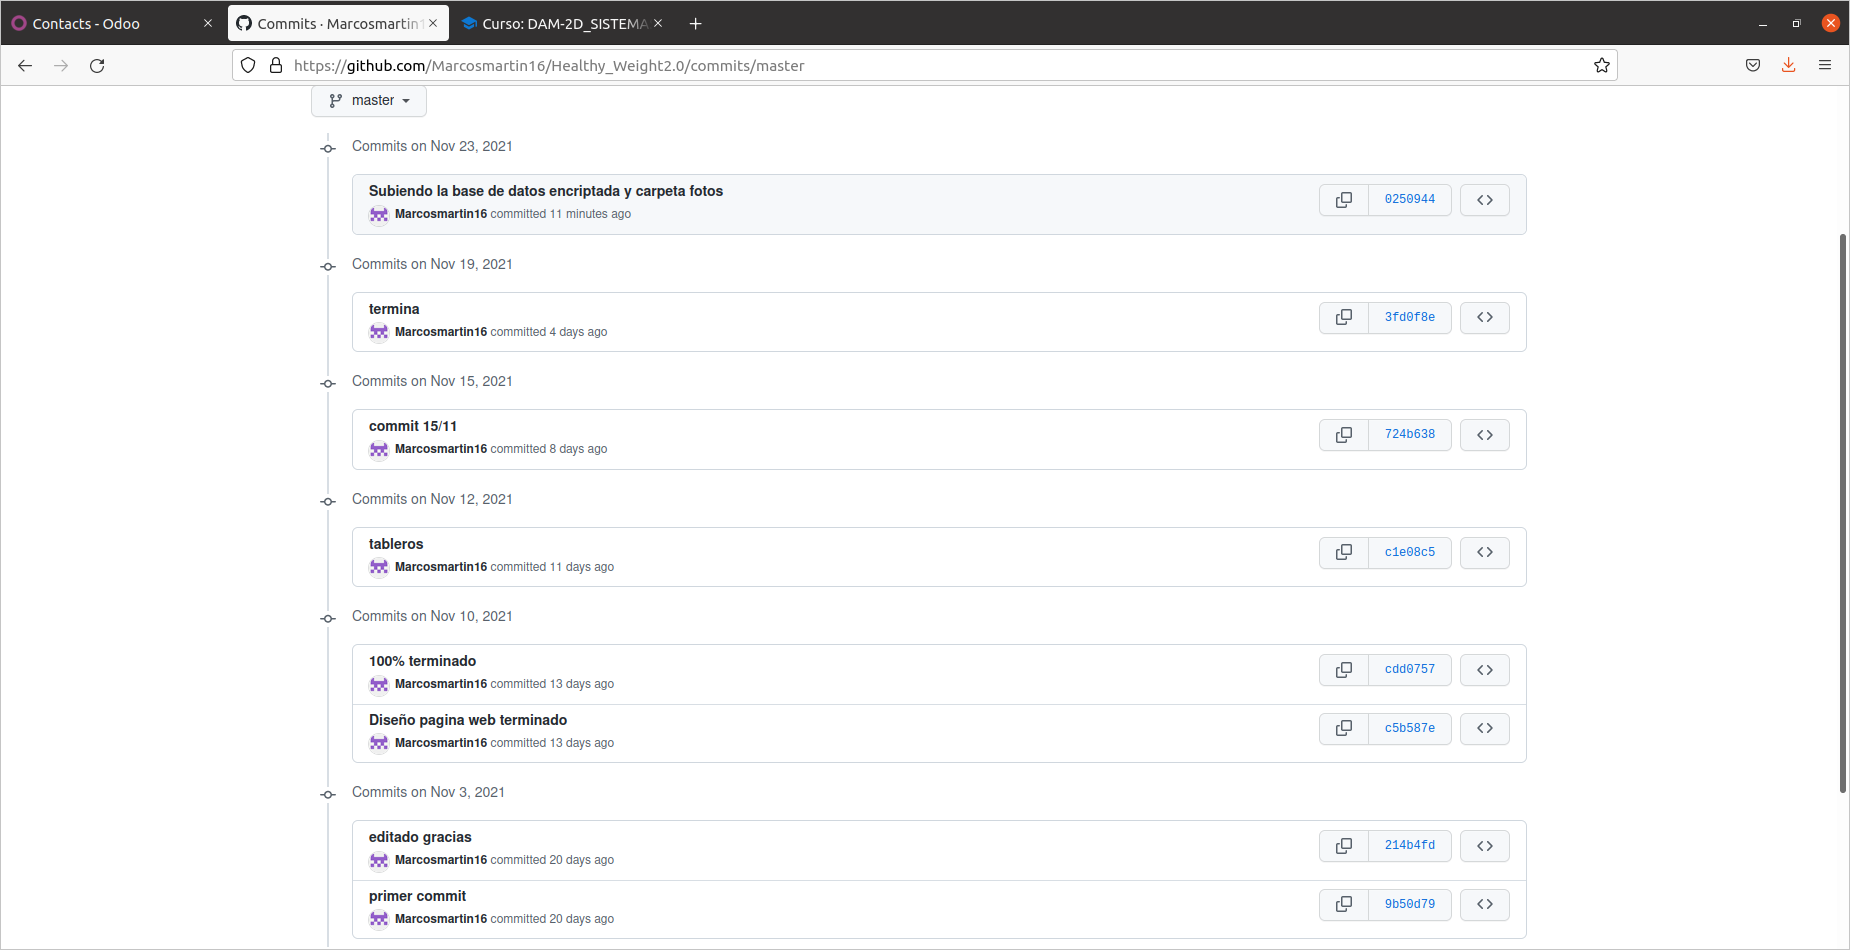 Contacts - Odoo
Commits · Marcosmartin1
Curso: DAM-2D_SISTEMA
https://github.com/Marcosmartin16/Healthy_Weight2.0/commits/master
master
Commits on Nov 23, 2021
Subiendo la base de datos encriptada y carpeta fotos
0250944
Marcosmartin16 committed 11 minutes ago
Commits on Nov 19, 2021
termina
3fd0f8e
Marcosmartin16 committed 4 days ago
Commits on Nov 15, 2021
commit 15/11
724b638
Marcosmartin16 committed 8 days ago
Commits on Nov 12, 2021
tableros
c1e08c5
Marcosmartin16 committed 11 days ago
Commits on Nov 10, 2021
100% terminado
cdd0757
Marcosmartin16 committed 13 days ago
Diseño pagina web terminado
c5b587e
Marcosmartin16 committed 13 days ago
Commits on Nov 3, 2021
editado gracias
214b4fd
Marcosmartin16 committed 20 days ago
primer commit
9b50d79
Marcosmartin16 committed 20 days ago